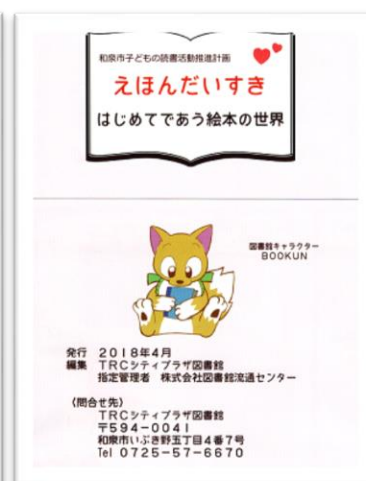 和泉市子どもの読書活動推進計画
えほんだいすき
はじめてであう絵本の世界
図書館キャラクター
BOOKUN
発行　2018年4月
編集　TRCシティプラザ図書館
指定管理者　株式会社図書館流通センター
（問合せ先）
TRCシティプラザ図書館
〒594-0041
和泉市いぶき野五丁目4番7号
Tel 0725-57-6670